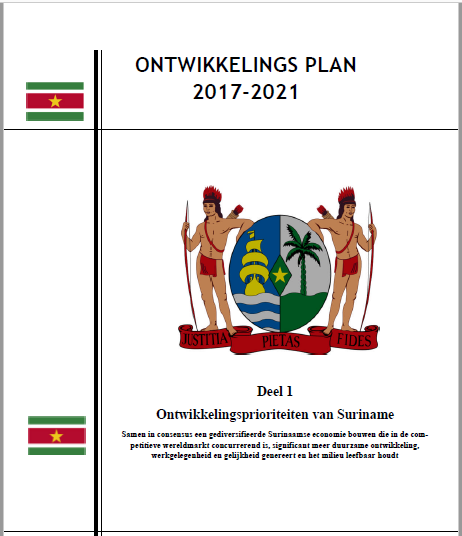 ONTWIKKELINGS PLAN
2017-2021
JUSTITIA PIETAS FIDES
Deel 1
Ontwikkelingsprioriteiten van Suriname
Samen in consensus een gediversifieerde Surinaamse economie bouwen die in de com-
petitieve wereldmarkt concurrerend is, significant meer duurzame ontwikkeling,
werkgelegenheid en gelijkheid genereert en het milieu leefbaar houdt